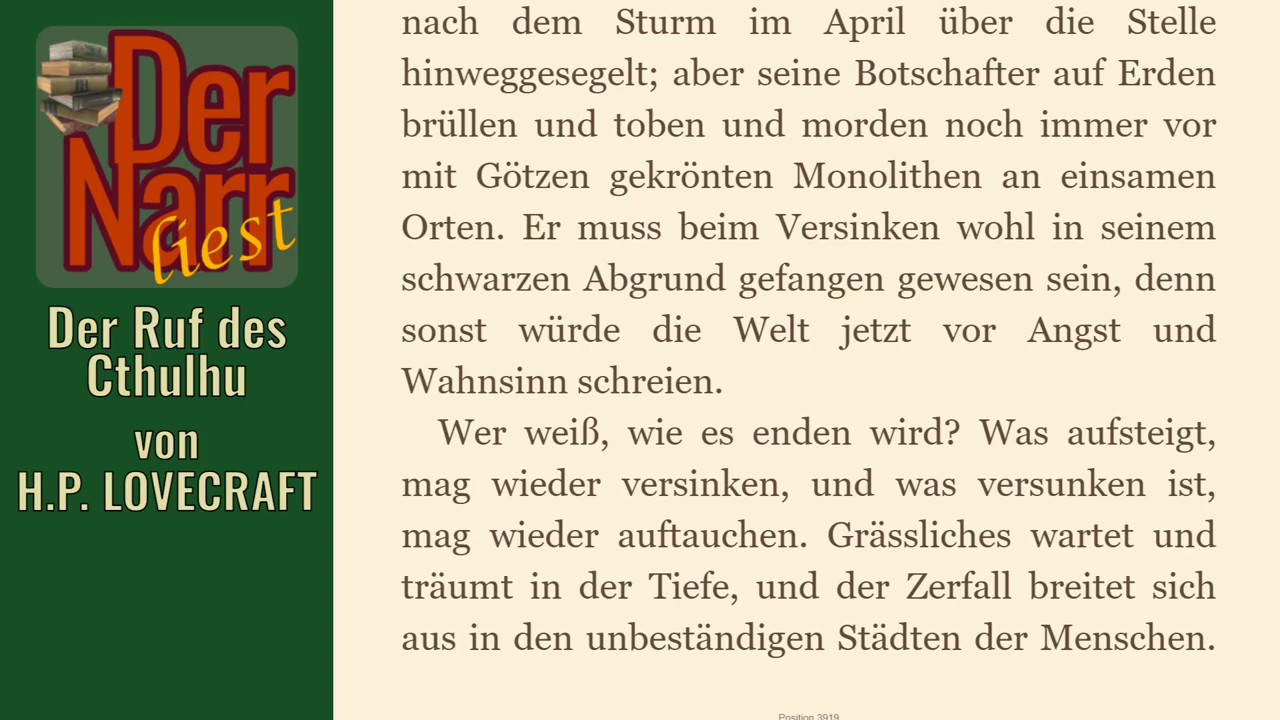 Der
Narr
liest
Der Ruf des
Cthulhu
von
H.P. LOVECRAFT
nach dem Sturm im April über die Stelle
hinweggesegelt; aber seine Botschafter auf Erden
brüllen und toben und morden noch immer vor
mit Götzen gekrönten Monolithen an einsamen
Orten. Er muss beim Versinken wohl in seinem
schwarzen Abgrund gefangen gewesen sein, denn
sonst würde die Welt jetzt vor Angst und
Wahnsinn schreien.
Wer weiß, wie es enden wird? Was aufsteigt,
mag wieder versinken, und was versunken ist,
mag wieder auftauchen. Grässliches wartet und
träumt in der Tiefe, und der Zerfall breitet sich
aus in den unbeständigen Städten der Menschen.
Position 3919